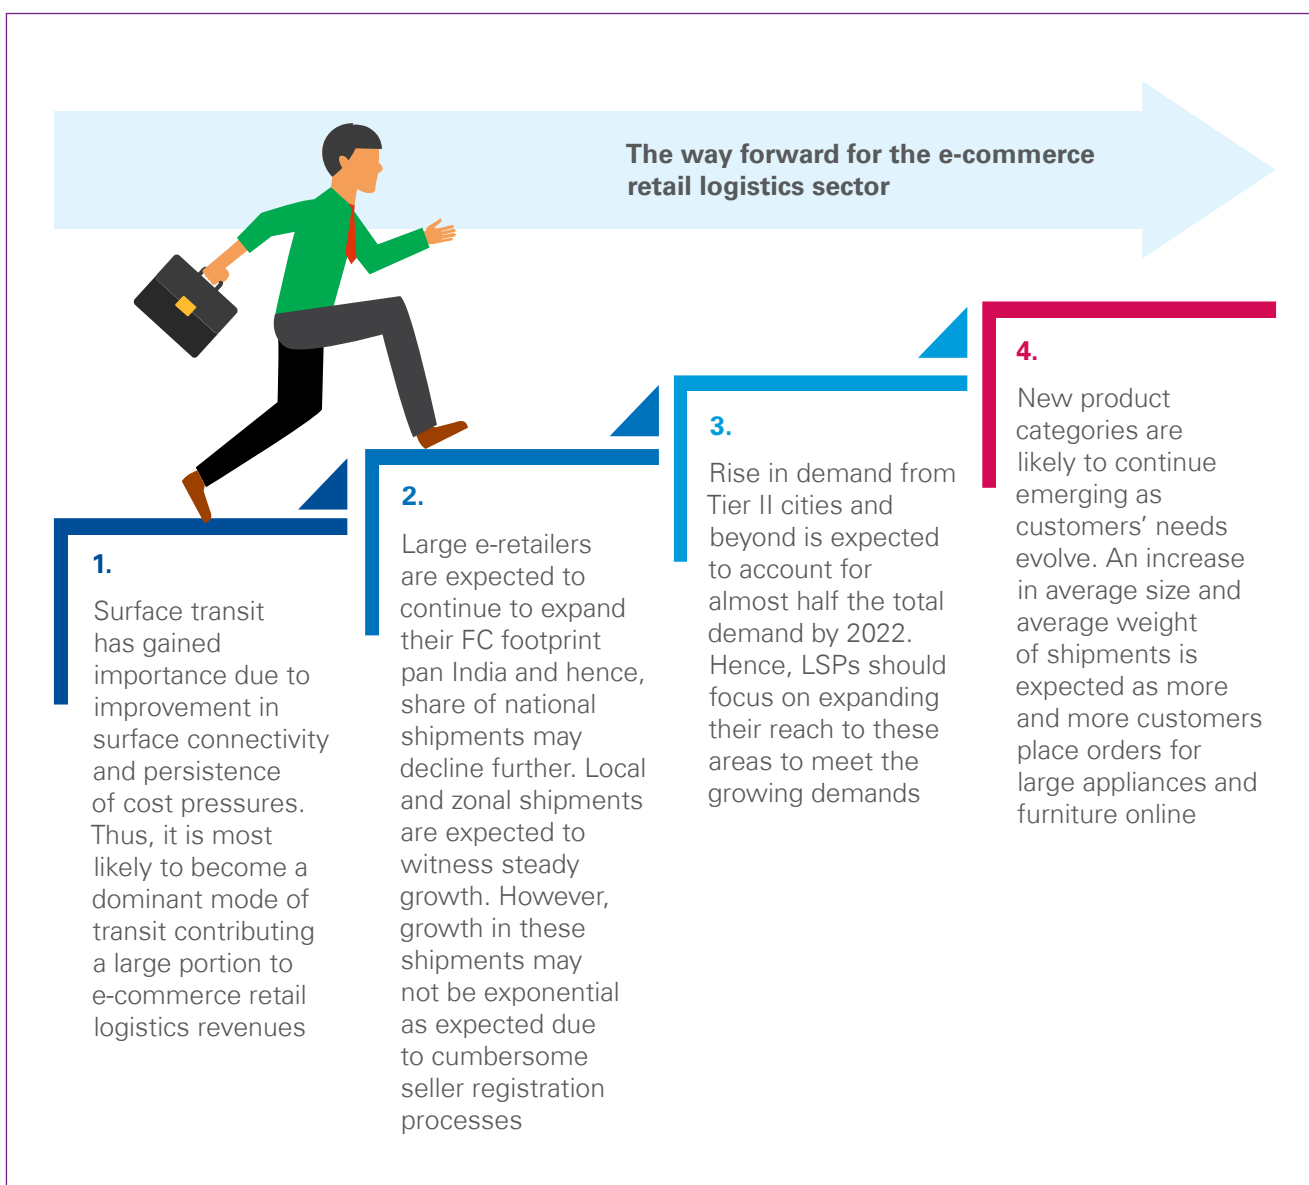 The way forward for the e-commerce
retail logistics sector
1.
Surface transit
has gained
importance due to
improvement in
surface connectivity
and persistence
of cost pressures.
Thus, it is most
likely to become a
dominant mode of
transit contributing
a large portion to
e-commerce retail
logistics revenues
2.
Large e-retailers
are expected to
continue to expand
their FC footprint
pan India and hence,
share of national
shipments may
decline further. Local
and zonal shipments
are expected to
witness steady
growth. However,
growth in these
shipments may
not be exponential
as expected due
to cumbersome
seller registration
processes
3.
Rise in demand from
Tier II cities and
beyond is expected
to account for
almost half the total
demand by 2022.
Hence, LSPs should
focus on expanding
their reach to these
areas to meet the
growing demands
4.
New product
categories are
likely to continue
emerging as
customers’ needs
evolve. An increase
in average size and
average weight
of shipments is
expected as more
and more customers
place orders for
large appliances and
furniture online